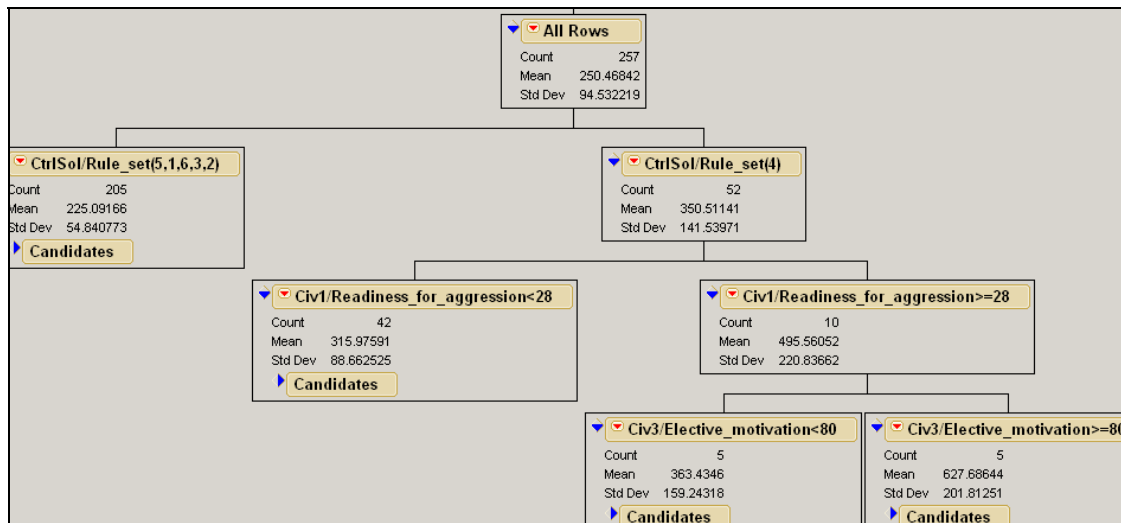 All Rows
Count 257
Mean 250.46842
Std Dev 94.532219
CtrlSol/Rule_set(5,1,6,3,2)
Count 205
Mean 225.09166
Std Dev 54.840773
Candidates
CtrlSol/Rule_set(4)
Count 52
Mean 350.51141
Std Dev 141.53971
Civ1/Readiness_for_aggression<28
Count 42
Mean 315.97591
Std Dev 88.662525
Candidates
Civ1/Readiness_for_aggression>=28
Count 10
Mean 495.56052
Std Dev 220.83662
Civ3/Elective_motivation<80
Count 5
Mean 363.4346
Std Dev 159.24318
Candidates
Civ3/Elective_motivation>=80
Count 5
Mean 627.68644
Std Dev 201.81251
Candidates